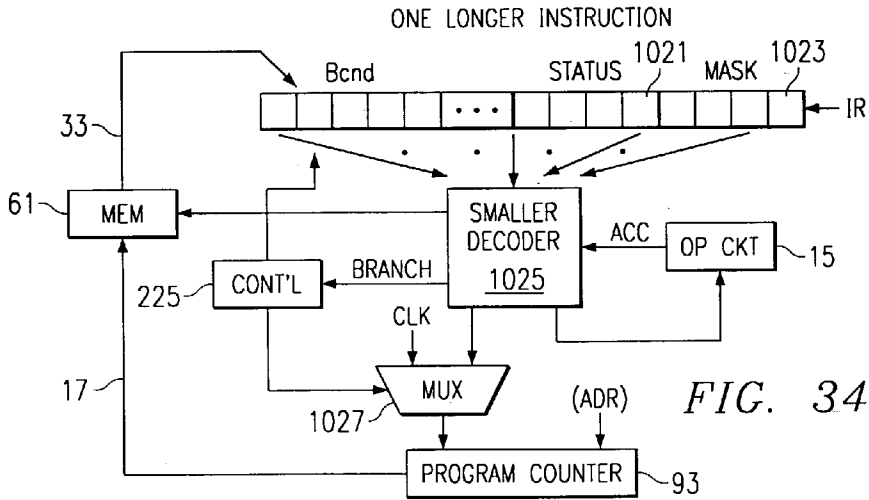 ONE LONGER INSTRUCTION
1021
1023
Bcnd
STATUS
MASK
• • •
IR
33
61
MEM
SMALLER
DECODER
1025
ACC
OP CKT
15
225
CONT'L
BRANCH
CLK
17
1027
MUX
(ADR)
FIG. 34
PROGRAM COUNTER
93